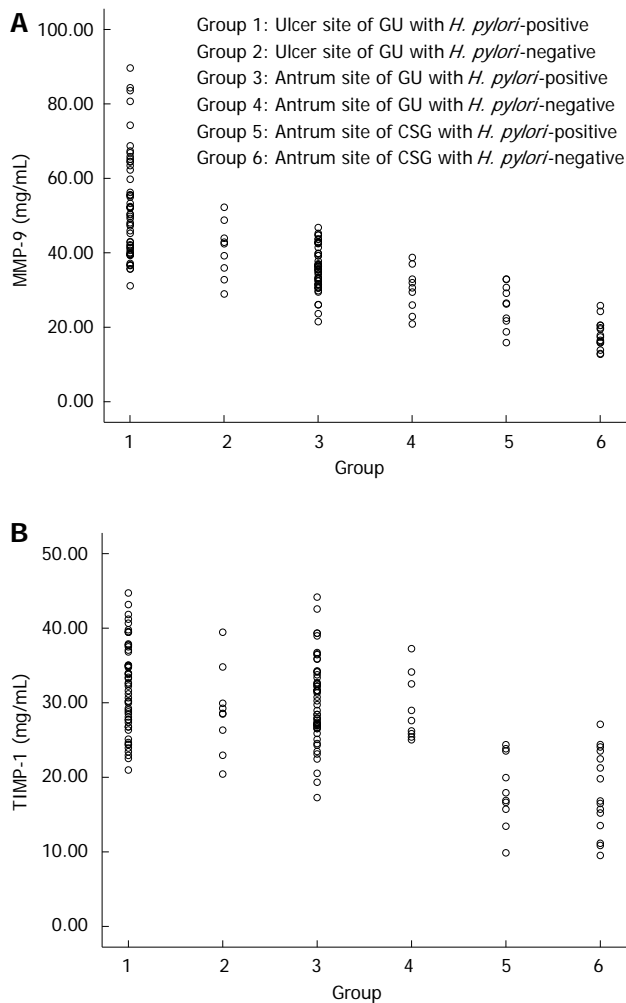 A
100.00
80.00
60.00
40.00
20.00
0.00
MMP-9 (mg/mL)
Group 1: Ulcer site of GU with H. pylori-positive
Group 2: Ulcer site of GU with H. pylori-negative
Group 3: Antrum site of GU with H. pylori-positive
Group 4: Antrum site of GU with H. pylori-negative
Group 5: Antrum site of CSG with H. pylori-positive
Group 6: Antrum site of CSG with H. pylori-negative
1 2 3 4 5 6
Group
B
50.00
40.00
30.00
20.00
10.00
0.00
TIMP-1 (mg/mL)
1 2 3 4 5 6
Group